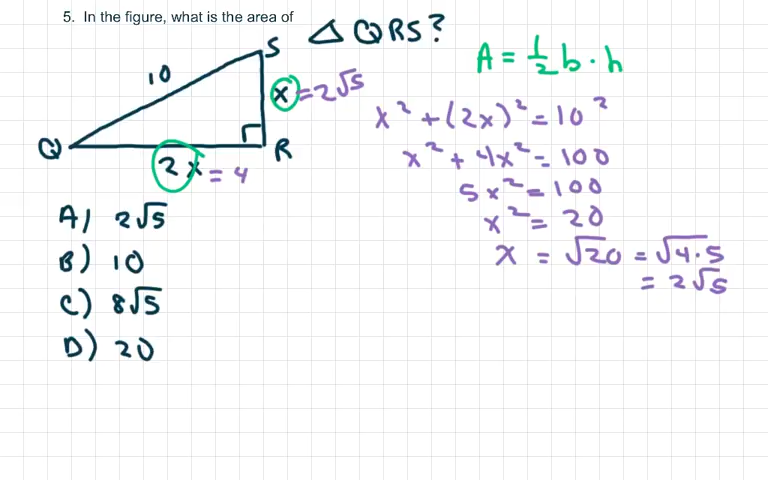 5. In the figure, what is the area of △QRS?
S
10
x = 2√5
Q
R
2x = 4
A = 1/2 b · h
x² + (2x)² = 10²
x² + 4x² = 100
5x² = 100
x² = 20
x = √20 = √4·5
= 2√5
A) 2√5
B) 10
C) 8√5
D) 20